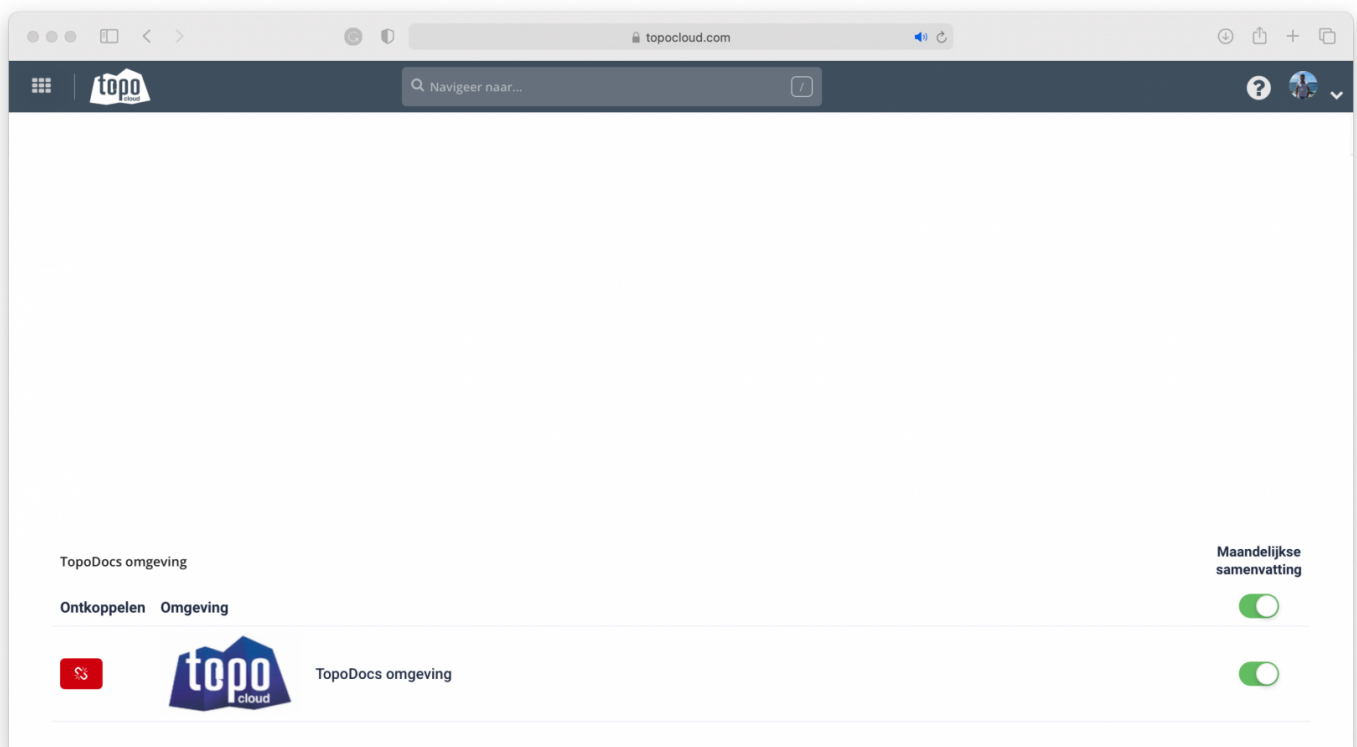 topocloud.com
topo
cloud
Navigeer naar...
/
?
TopoDocs omgeving
Maandelijkse
samenvatting
Ontkoppelen Omgeving
topo
cloud
TopoDocs omgeving